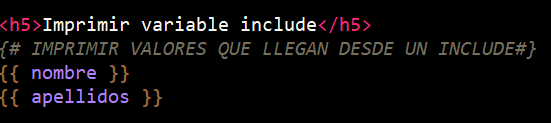 <h5>Imprimir variable include</h5>
{# IMPRIMIR VALORES QUE LLEGAN DESDE UN INCLUDE#}
{{ nombre }}
{{ apellidos }}